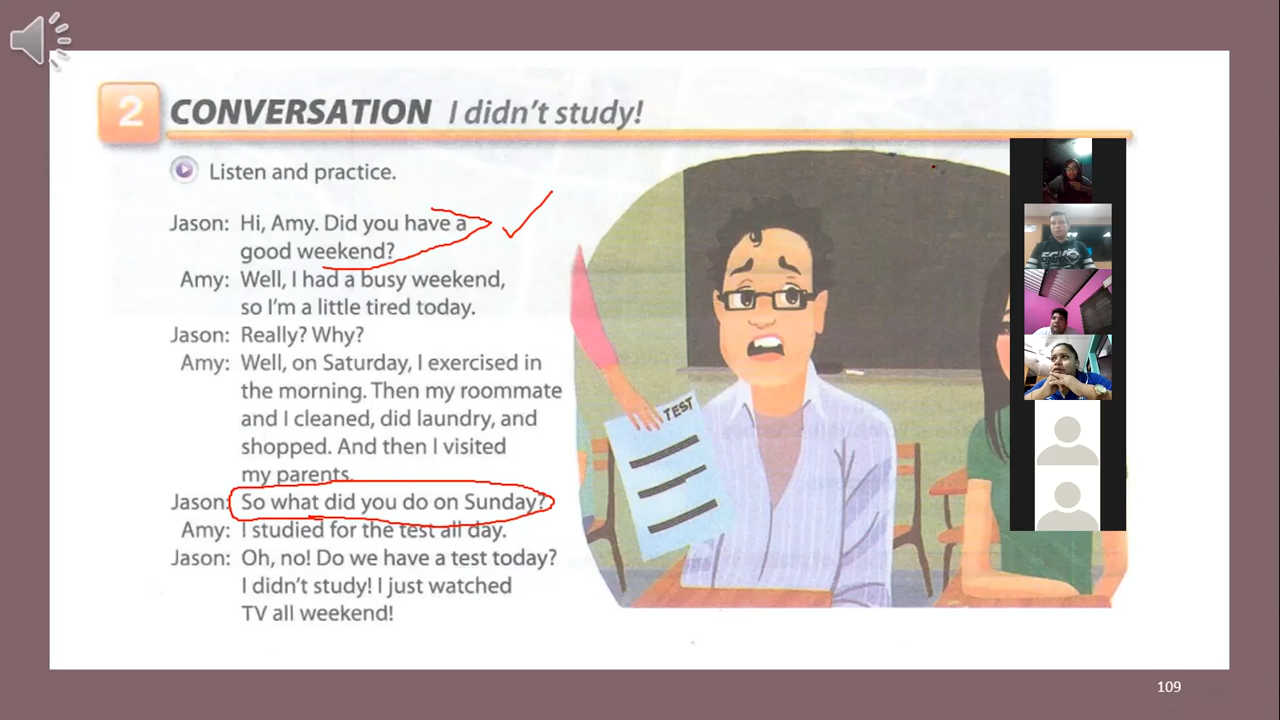 2 CONVERSATION I didn't study!
Listen and practice.
Jason: Hi, Amy. Did you have a
good weekend?
Amy: Well, I had a busy weekend,
so I'm a little tired today.
Jason: Really? Why?
Amy: Well, on Saturday, I exercised in
the morning. Then my roommate
and I cleaned, did laundry, and
shopped. And then I visited
my parents.
Jason: So what did you do on Sunday?
Amy: I studied for the test all day.
Jason: Oh, no! Do we have a test today?
I didn't study! I just watched
TV all weekend!
TEST
109